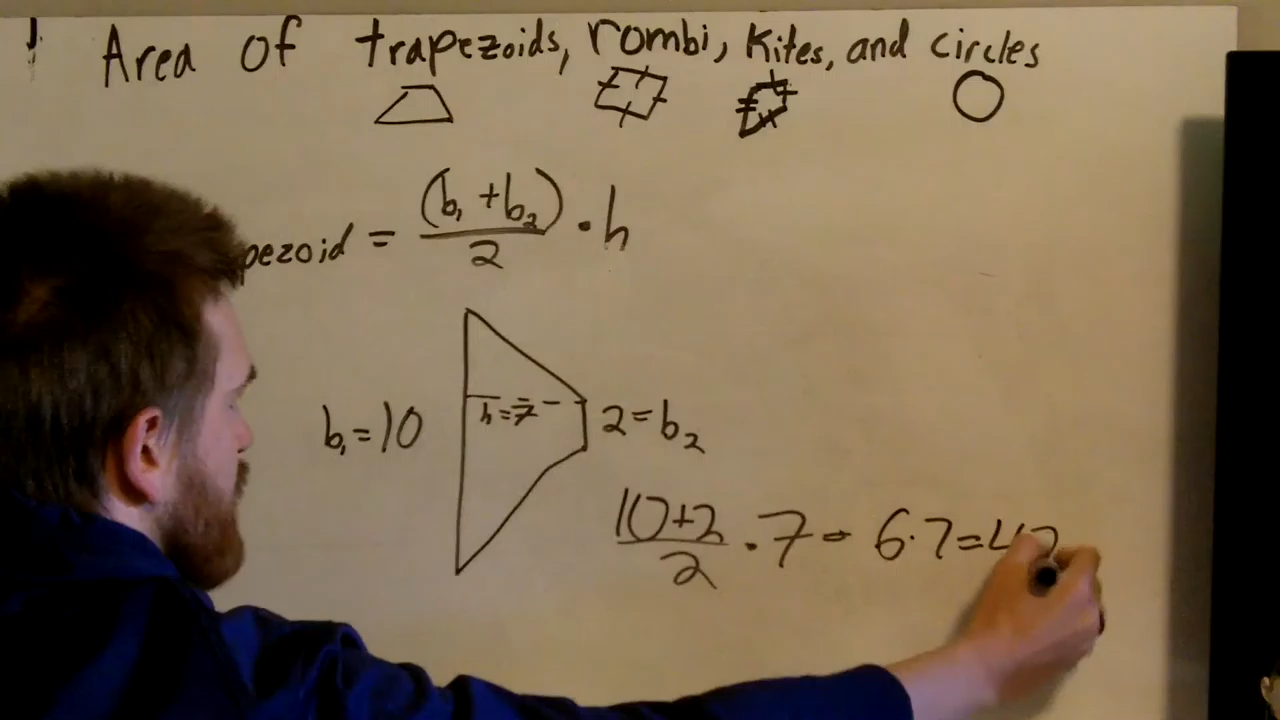 Area of trapezoids, rombi, kites, and circles
pezoid = (b₁ + b₂)/2 · h
b₁ = 10
h = 7
2 = b₂
(10+2)/2 · 7 = 6 · 7 = 42